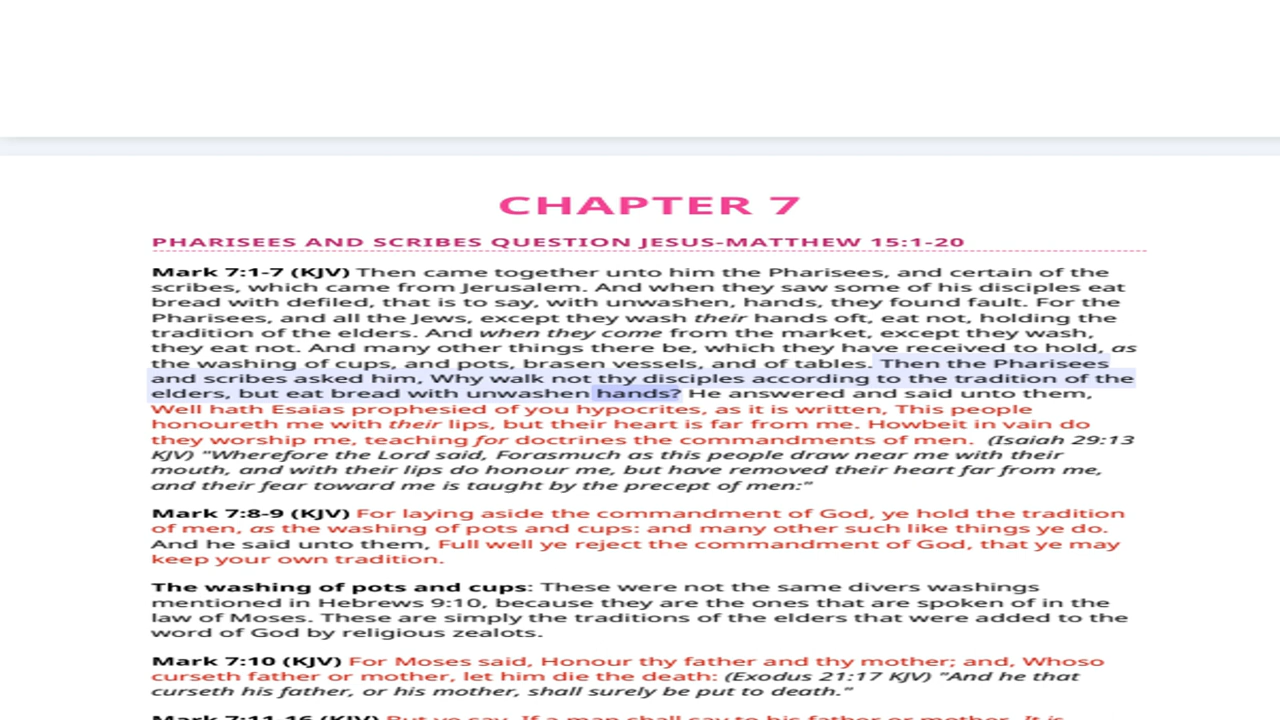 CHAPTER 7
PHARISEES AND SCRIBES QUESTION JESUS-MATTHEW 15:1-20
Mark 7:1-7 (KJV) Then came together unto him the Pharisees, and certain of the
scribes, which came from Jerusalem. And when they saw some of his disciples eat
bread with defiled, that is to say, with unwashen, hands, they found fault. For the
Pharisees, and all the Jews, except they wash their hands oft, eat not, holding the
tradition of the elders. And when they come from the market, except they wash,
they eat not. And many other things there be, which they have received to hold, as
the washing of cups, and pots, brasen vessels, and of tables. Then the Pharisees
and scribes asked him, Why walk not thy disciples according to the tradition of the
elders, but eat bread with unwashen hands? He answered and said unto them,
Well hath Esaias prophesied of you hypocrites, as it is written, This people
honoureth me with their lips, but their heart is far from me. Howbeit in vain do
they worship me, teaching for doctrines the commandments of men. (Isaiah 29:13
KJV) "Wherefore the Lord said, Forasmuch as this people draw near me with their
mouth, and with their lips do honour me, but have removed their heart far from me,
and their fear toward me is taught by the precept of men:"
Mark 7:8-9 (KJV) For laying aside the commandment of God, ye hold the tradition
of men, as the washing of pots and cups: and many other such like things ye do.
And he said unto them, Full well ye reject the commandment of God, that ye may
keep your own tradition.
The washing of pots and cups: These were not the same divers washings
mentioned in Hebrews 9:10, because they are the ones that are spoken of in the
law of Moses. These are simply the traditions of the elders that were added to the
word of God by religious zealots.
Mark 7:10 (KJV) For Moses said, Honour thy father and thy mother; and, Whoso
curseth father or mother, let him die the death: (Exodus 21:17 KJV) "And he that
curseth his father, or his mother, shall surely be put to death."
Mark 7:11-16 (KJV) But ye say, If a man shall say to his father or mother, It is